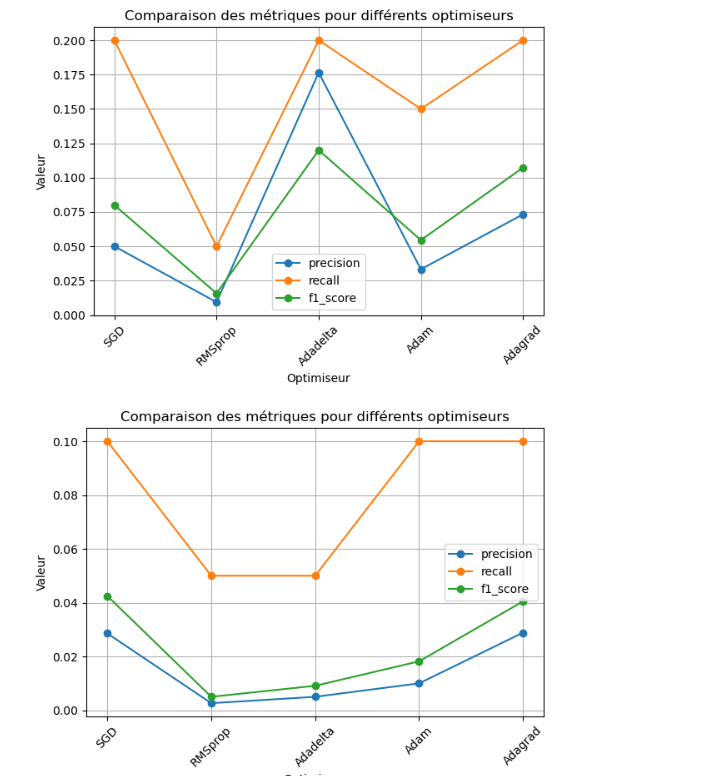 Comparaison des métriques pour différents optimiseurs
0.200
0.175
0.150
0.125
0.100
0.075
0.050
0.025
0.000
Valeur
precision
recall
f1_score
SGD
RMSprop
Adadelta
Adam
Adagrad
Optimiseur
Comparaison des métriques pour différents optimiseurs
0.10
0.08
0.06
0.04
0.02
0.00
Valeur
precision
recall
f1_score
SGD
RMSprop
Adadelta
Adam
Adagrad